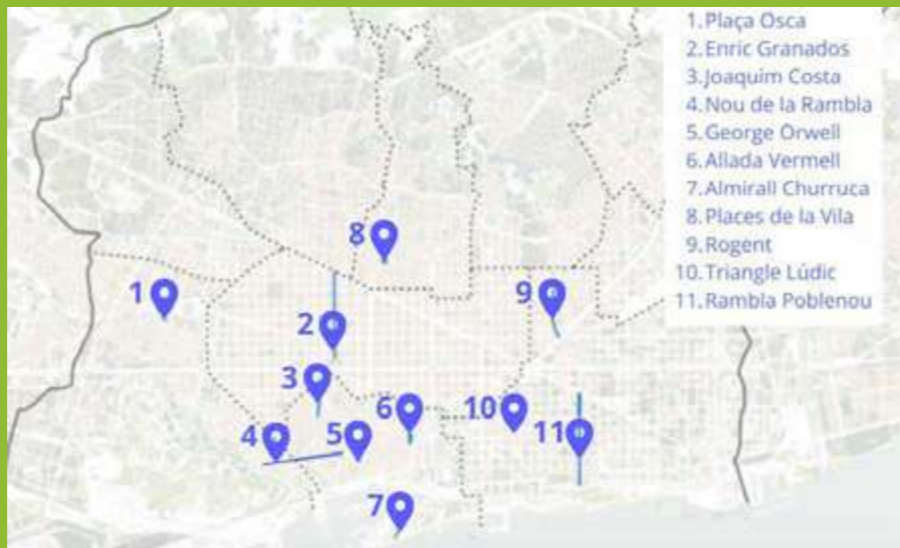 1. Plaça Osca
2. Enric Granados
3. Joaquim Costa
4. Nou de la Rambla
5. George Orwell
6. Allada Vermell
7. Almirall Churruca
8. Places de la Vila
9. Rogent
10. Triangle Lúdic
11. Rambla Poblenou
8
1
9
2
3
6
10
4
5
11
7